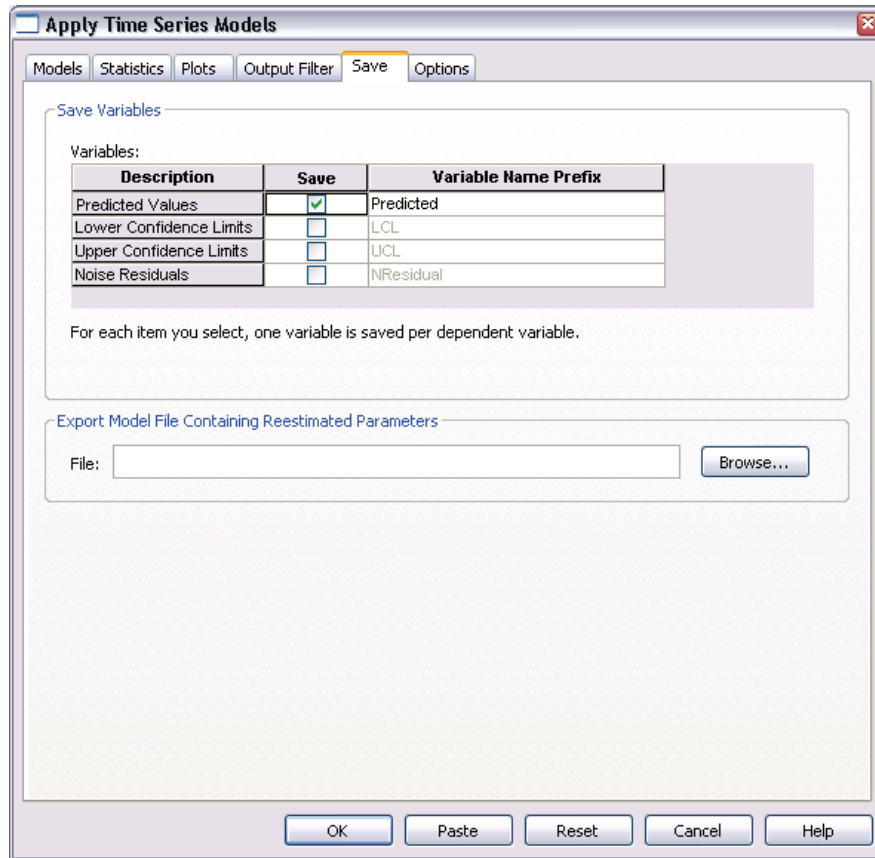 Apply Time Series Models
Models Statistics Plots Output Filter Save Options
Save Variables
Variables:
Description Save Variable Name Prefix
Predicted Values Predicted
Lower Confidence Limits LCL
Upper Confidence Limits UCL
Noise Residuals NResidual
For each item you select, one variable is saved per dependent variable.
Export Model File Containing Reestimated Parameters
File: Browse...
OK Paste Reset Cancel Help